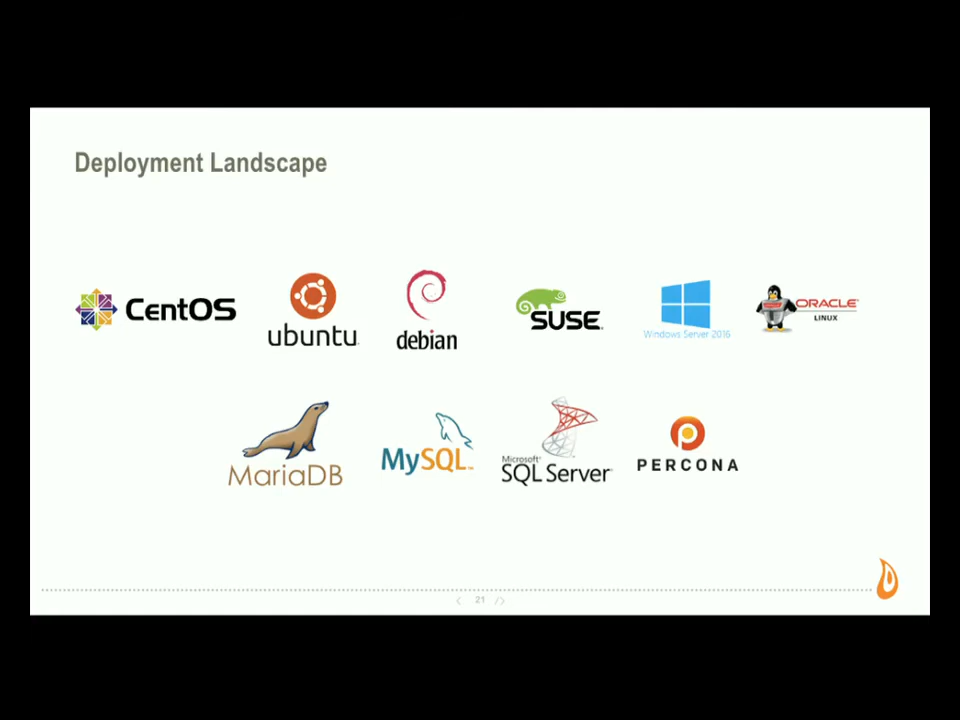 Deployment Landscape
CentOS
ubuntu
debian
SUSE
Windows Server 2016
ORACLE
LINUX
MariaDB
MySQL
Microsoft
SQL Server
PERCONA
21